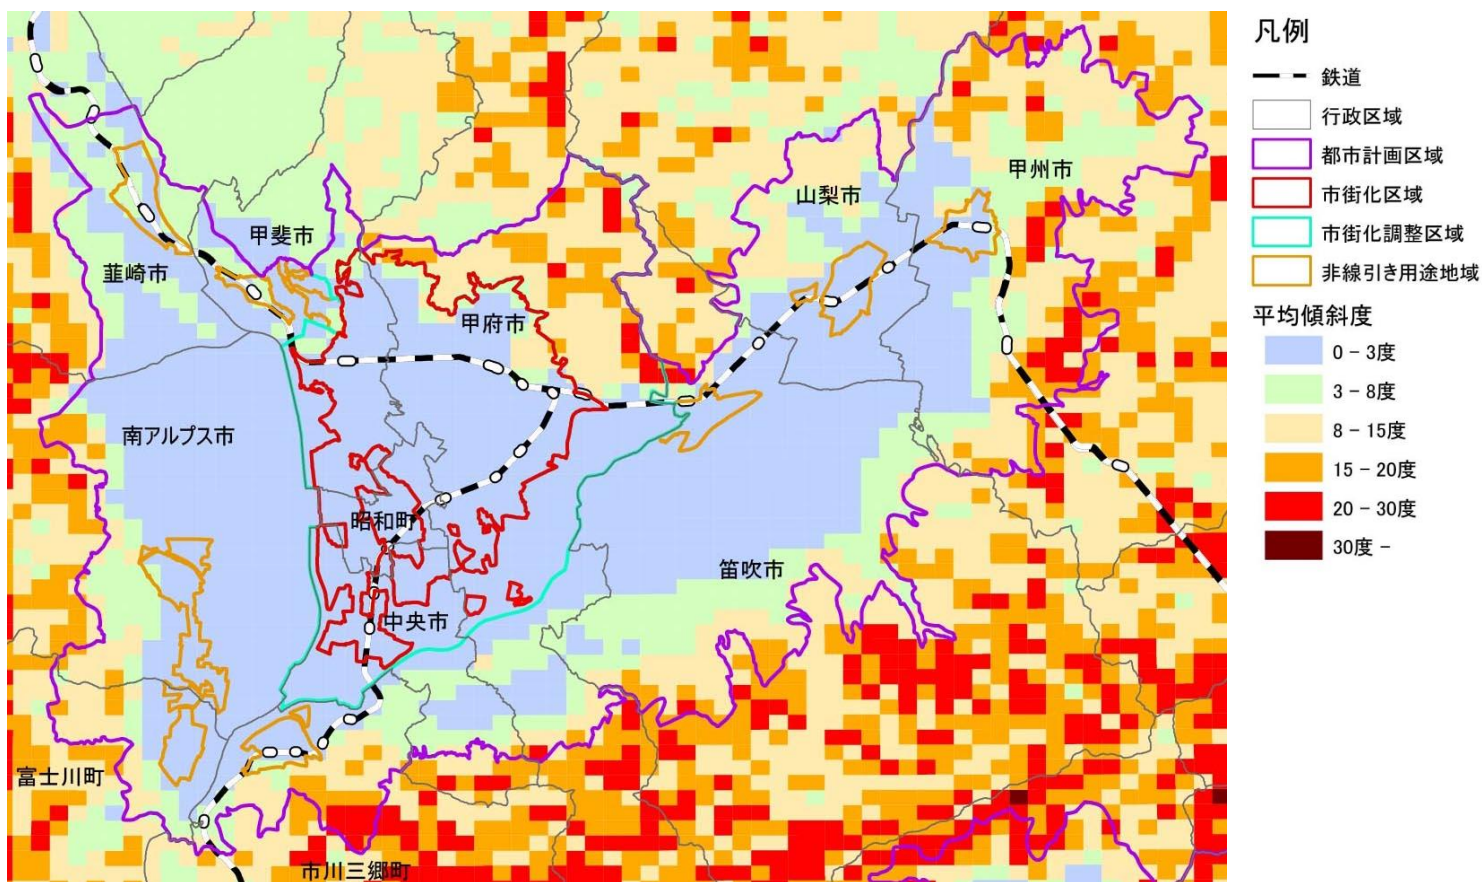 凡例
鉄道
行政区域
都市計画区域
市街化区域
市街化調整区域
非線引き用途地域
平均傾斜度
0 - 3度
3 - 8度
8 - 15度
15 - 20度
20 - 30度
30度 -
甲州市
山梨市
甲斐市
韮崎市
甲府市
南アルプス市
昭和町
笛吹市
中央市
富士川町
市川三郷町